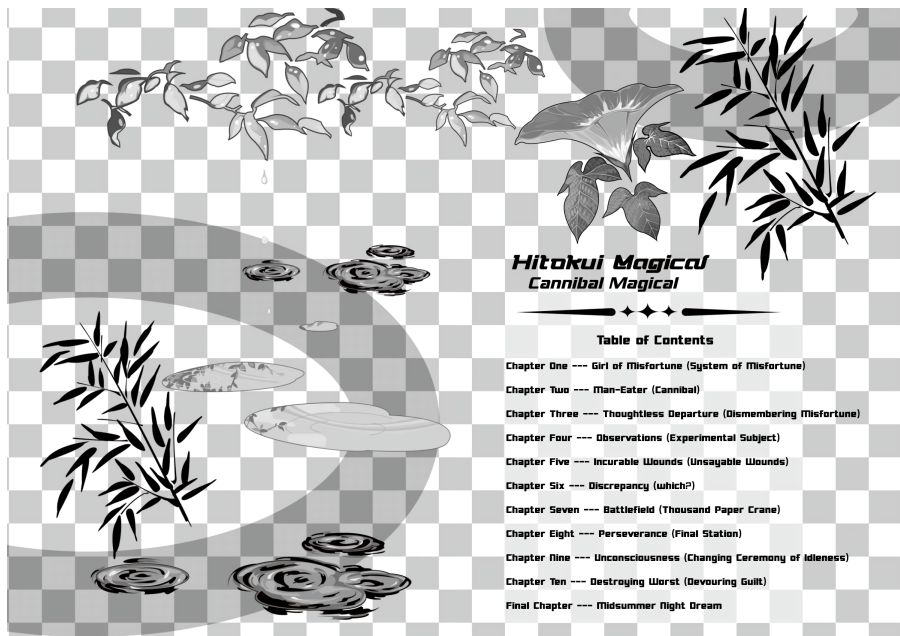 Hitokui Magical
Cannibal Magical
Table of Contents
Chapter One --- Girl of Misfortune (System of Misfortune)
Chapter Two --- Man-Eater (Cannibal)
Chapter Three --- Thoughtless Departure (Dismembering Misfortune)
Chapter Four --- Observations (Experimental Subject)
Chapter Five --- Incurable Wounds (Unsayable Wounds)
Chapter Six --- Discrepancy (which?)
Chapter Seven --- Battlefield (Thousand Paper Crane)
Chapter Eight --- Perseverance (Final Station)
Chapter Nine --- Unconsciousness (Changing Ceremony of Idleness)
Chapter Ten --- Destroying Worst (Devouring Guilt)
Final Chapter --- Midsummer Night Dream